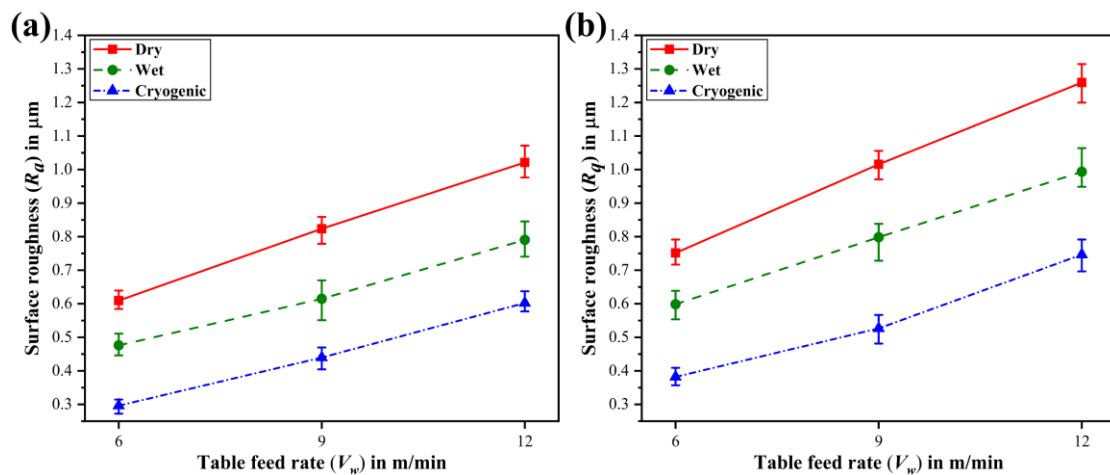 (a)
Surface roughness (Ra) in μm
1.4
1.3
1.2
1.1
1.0
0.9
0.8
0.7
0.6
0.5
0.4
0.3
Dry
Wet
Cryogenic
6
9
12
Table feed rate (Vw) in m/min
(b)
Surface roughness (Rq) in μm
1.4
1.3
1.2
1.1
1.0
0.9
0.8
0.7
0.6
0.5
0.4
0.3
Dry
Wet
Cryogenic
6
9
12
Table feed rate (Vw) in m/min